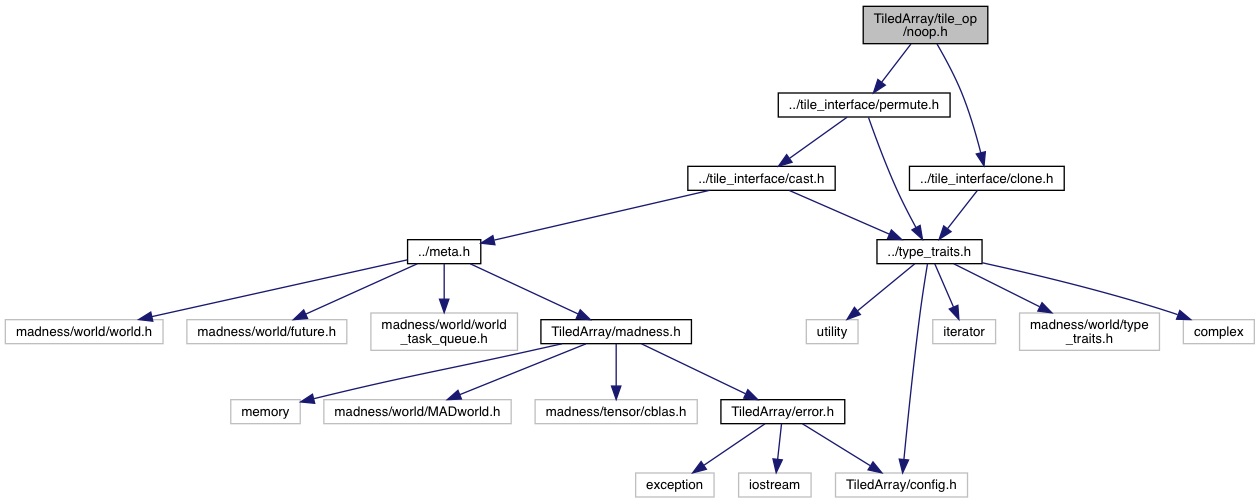 TiledArray/tile_op
/noop.h
../tile_interface/permute.h
../tile_interface/cast.h
../tile_interface/clone.h
../meta.h
../type_traits.h
madness/world/world.h
madness/world/future.h
madness/world/world
_task_queue.h
TiledArray/madness.h
utility
iterator
madness/world/type
_traits.h
complex
memory
madness/world/MADworld.h
madness/tensor/cblas.h
TiledArray/error.h
exception
iostream
TiledArray/config.h